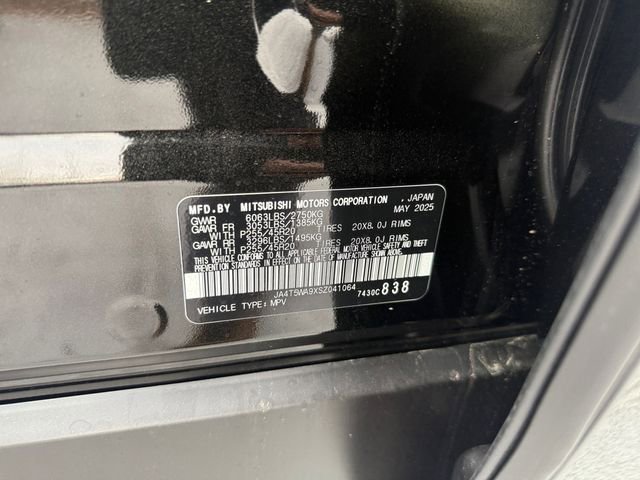 MFD.BY MITSUBISHI MOTORS CORPORATION , JAPAN
MAY 2025
GVWR 6063LBS/2750KG
GAWR FR 3053LBS/1385KG
WITH P255/45R20 TIRES 20X8.0J RIMS
GAWR RR 3296LBS/1495KG
WITH P255/45R20 TIRES 20X8.0J RIMS
THIS VEHICLE CONFORMS TO ALL APPLICABLE FEDERAL MOTOR VEHICLE SAFETY AND THEFT PREVENTION STANDARDS IN EFFECT ON THE DATE OF MANUFACTURE SHOWN ABOVE.
JA4T5WA9XSZ041064 7430C 838
VEHICLE TYPE: MPV